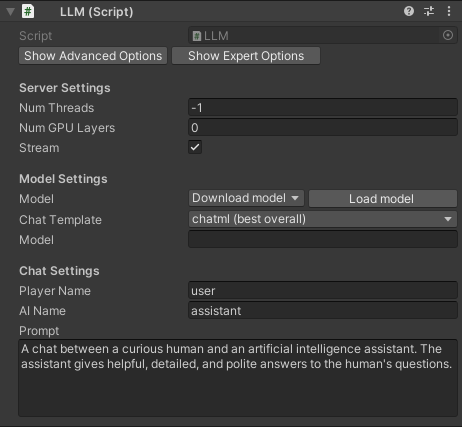 LLM (Script)
Script LLM
Show Advanced Options Show Expert Options
Server Settings
Num Threads -1
Num GPU Layers 0
Stream
Model Settings
Model Download model Load model
Chat Template chatml (best overall)
Model
Chat Settings
Player Name user
AI Name assistant
Prompt
A chat between a curious human and an artificial intelligence assistant. The
assistant gives helpful, detailed, and polite answers to the human's questions.